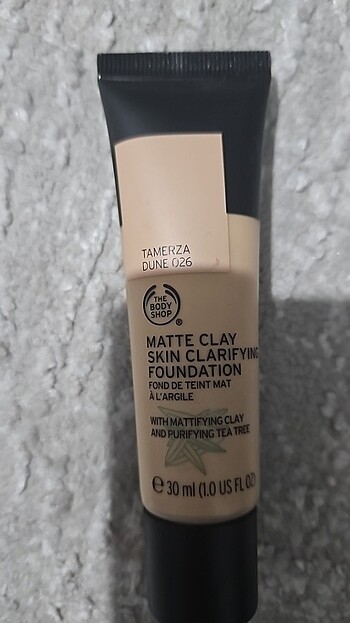 TAMERZA
DUNE 026
THE
BODY
SHOP
®
MATTE CLAY
SKIN CLARIFYING
FOUNDATION
FOND DE TEINT MAT
À L'ARGILE
WITH MATTIFYING CLAY
AND PURIFYING TEA TREE
℮ 30 ml (1.0 US FL OZ)